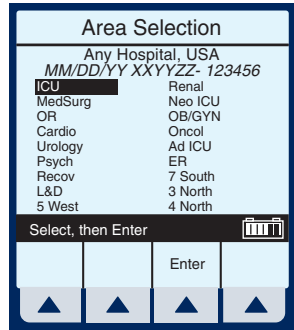 Area Selection
Any Hospital, USA
MM/DD/YY XXYYZZ- 123456
ICU Renal
MedSurg Neo ICU
OR OB/GYN
Cardio Oncol
Urology Ad ICU
Psych ER
Recov 7 South
L&D 3 North
5 West 4 North
Select, then Enter
Enter